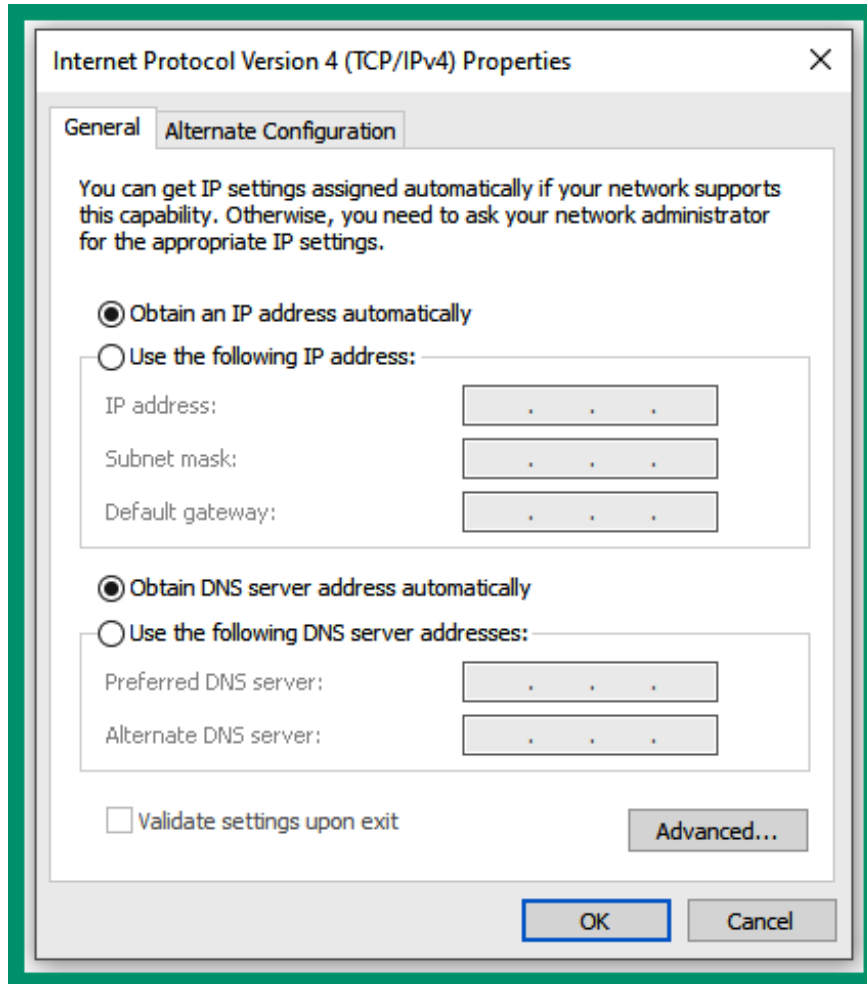 Internet Protocol Version 4 (TCP/IPv4) Properties
General
Alternate Configuration
You can get IP settings assigned automatically if your network supports
this capability. Otherwise, you need to ask your network administrator
for the appropriate IP settings.
Obtain an IP address automatically
Use the following IP address:
IP address:
Subnet mask:
Default gateway:
Obtain DNS server address automatically
Use the following DNS server addresses:
Preferred DNS server:
Alternate DNS server:
Validate settings upon exit
Advanced...
OK
Cancel